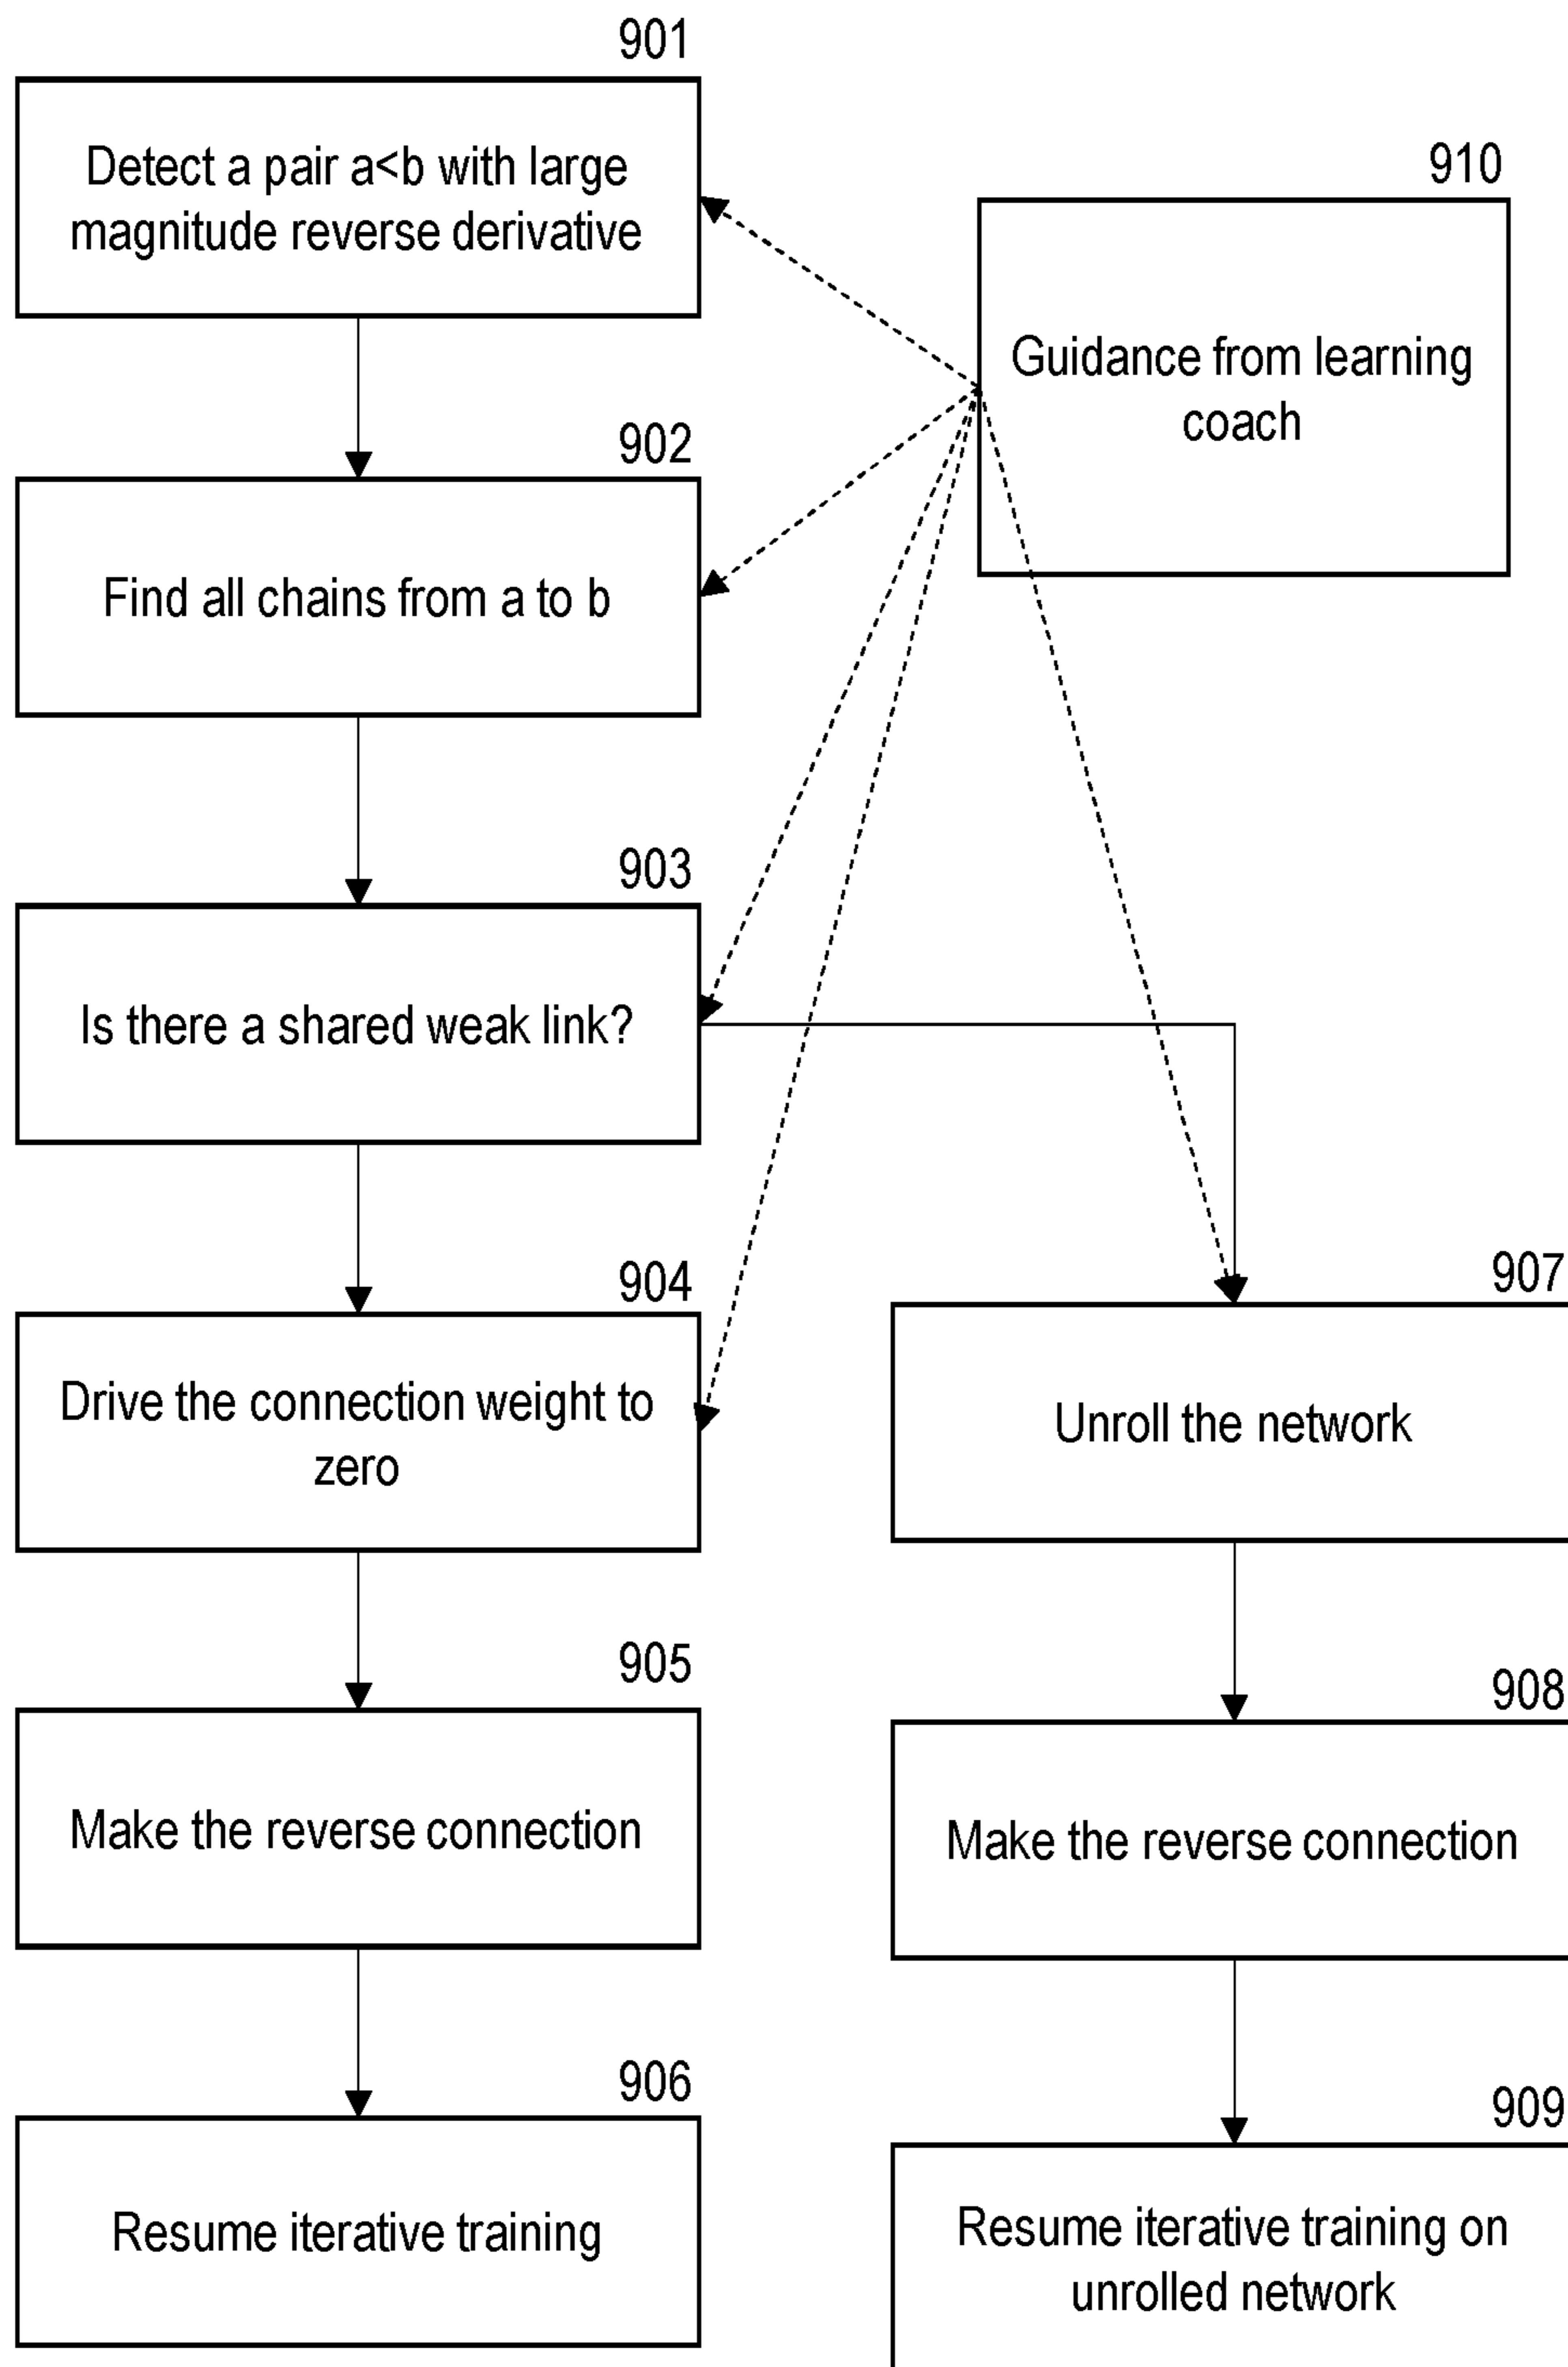 901
Detect a pair a<b with large
magnitude reverse derivative
910
Guidance from learning
coach
902
Find all chains from a to b
903
Is there a shared weak link?
904
Drive the connection weight to
zero
907
Unroll the network
905
Make the reverse connection
908
Make the reverse connection
906
Resume iterative training
909
Resume iterative training on
unrolled network